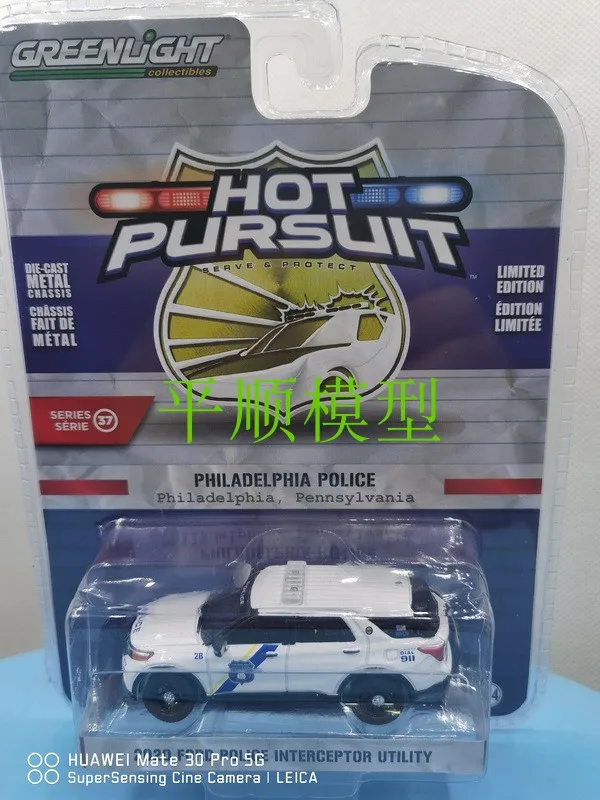 GREENLiGHT
collectibles
HOT
PURSUIT
™
SERVE & PROTECT
DIE-CAST
METAL
CHASSIS
CHÂSSIS
FAIT DE
MÉTAL
LIMITED
EDITION
ÉDITION
LIMITÉE
SERIES
SÉRIE
37
平顺模型
PHILADELPHIA POLICE
Philadelphia, Pennsylvania
2B
DIAL
911
2020 FORD POLICE INTERCEPTOR UTILITY
HUAWEI Mate 30 Pro 5G
SuperSensing Cine Camera | LEICA